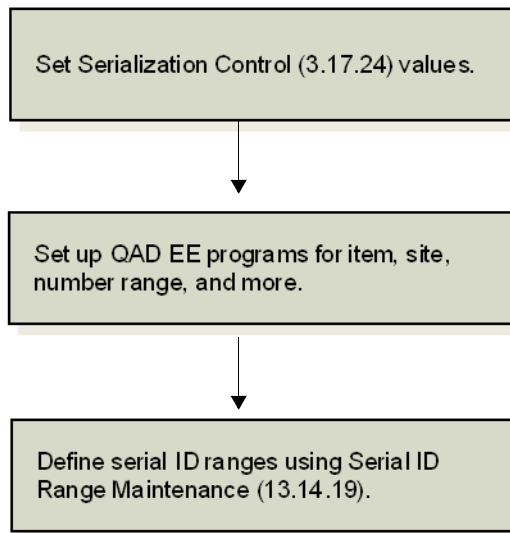 Set Serialization Control (3.17.24) values.
Set up QAD EE programs for item, site,
number range, and more.
Define serial ID ranges using Serial ID
Range Maintenance (13.14.19).